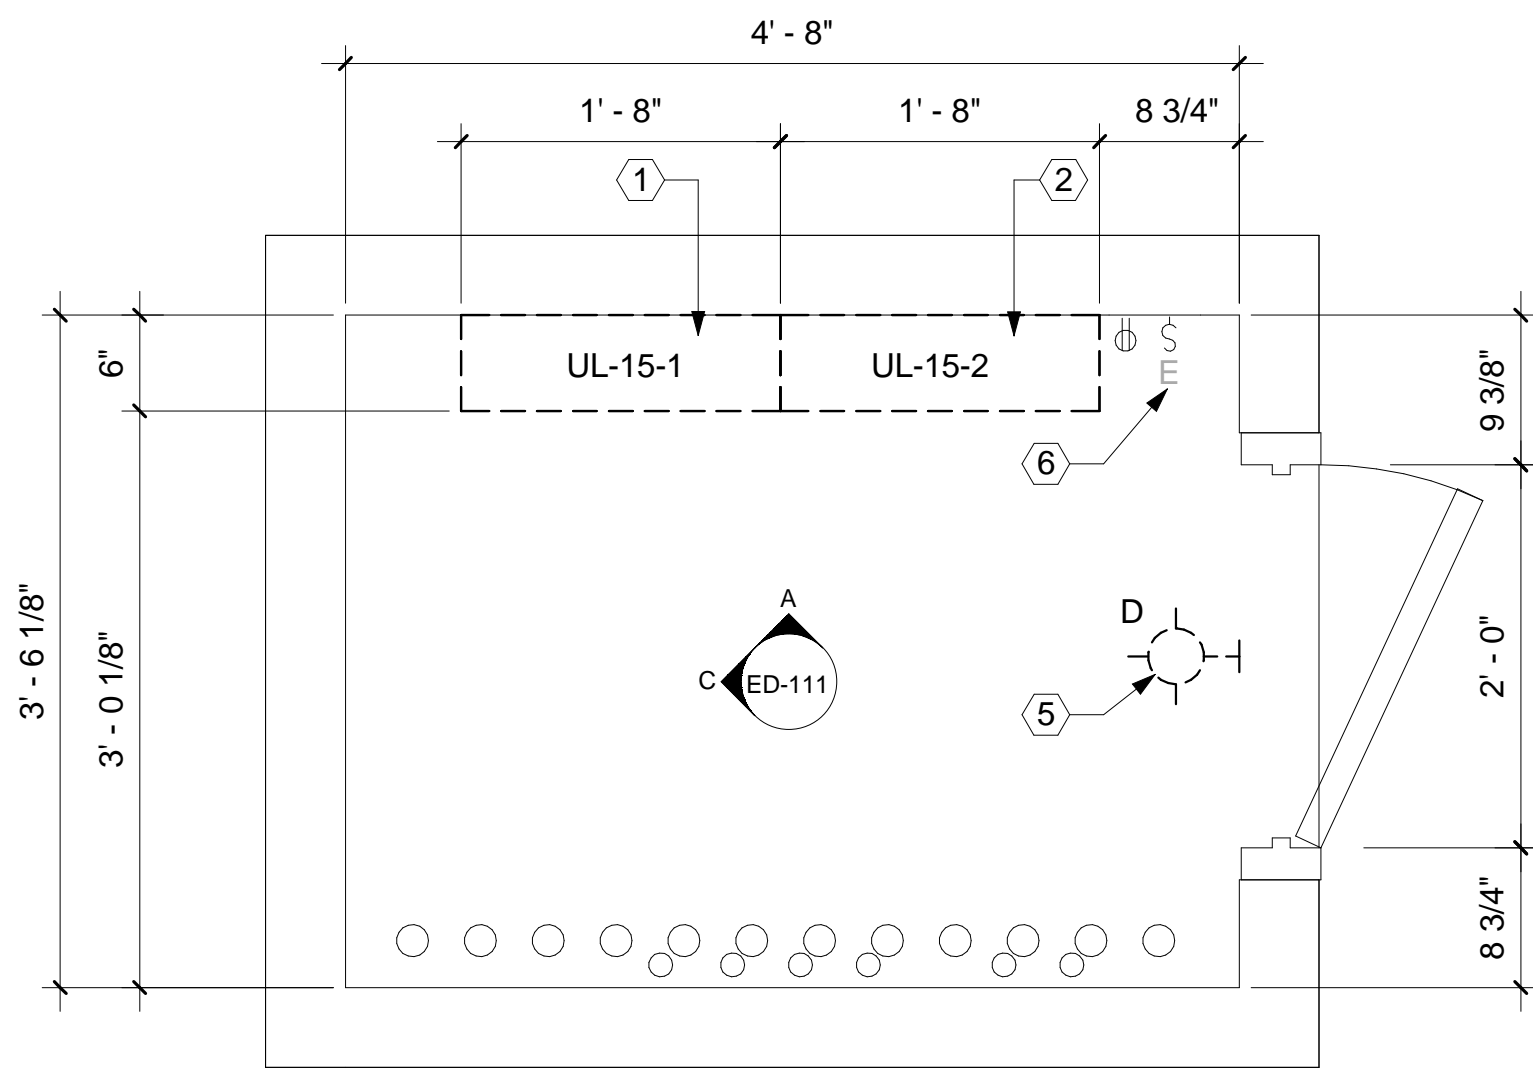 4' - 8"
1' - 8"
1' - 8"
8 3/4"
1
2
UL-15-1
UL-15-2
S
E
6"
9 3/8"
6
3' - 6 1/8"
3' - 0 1/8"
A
C
ED-111
D
5
2' - 0"
8 3/4"